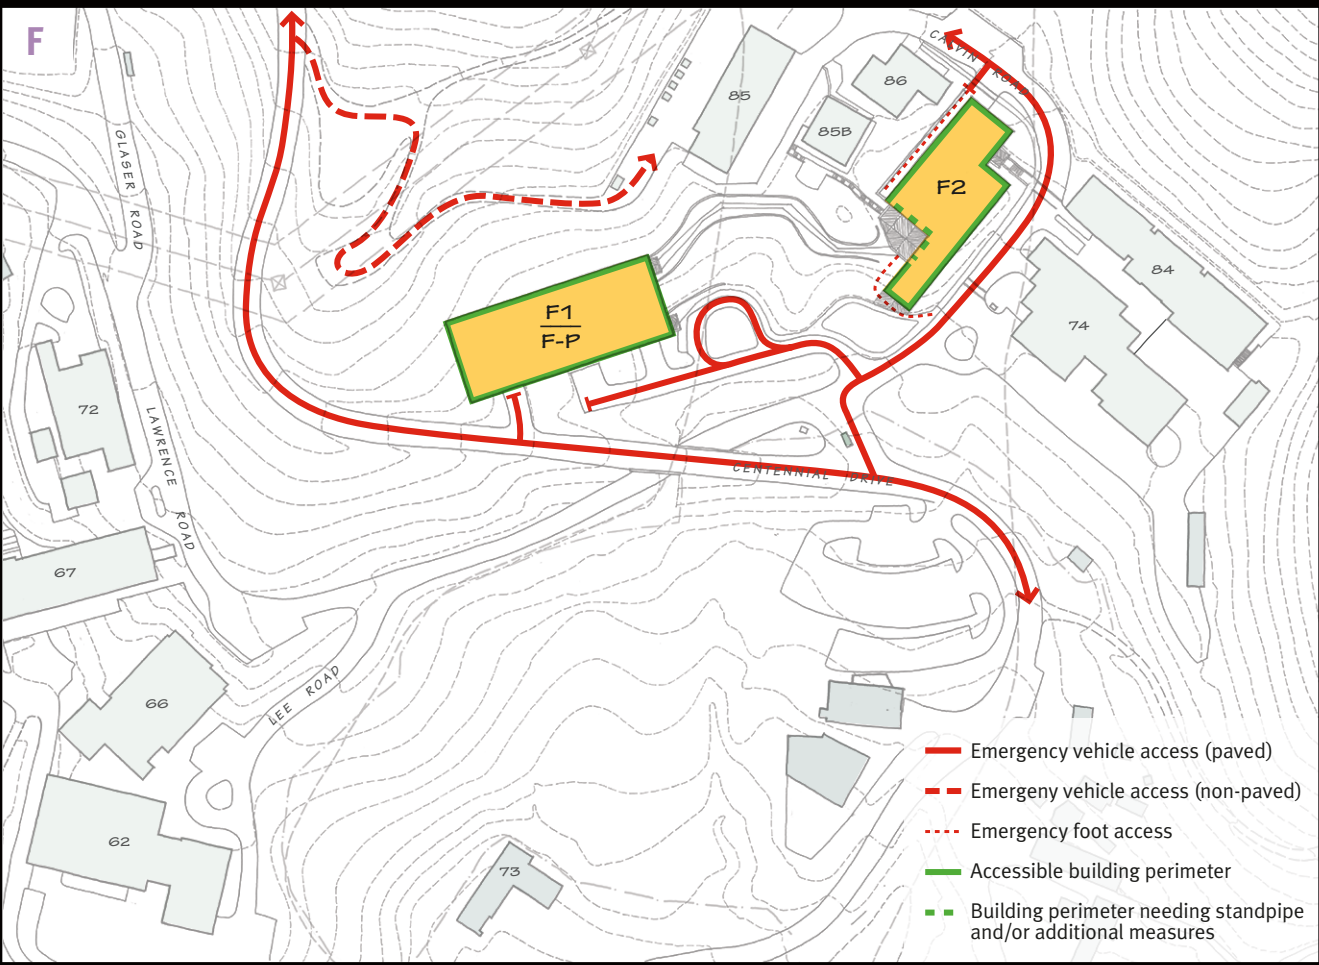 F
CALVIN ROAD
86
85
85B
GLASER ROAD
F2
84
F1
F-P
74
72
LAWRENCE ROAD
CENTENNIAL DRIVE
67
LEE ROAD
66
62
73
Emergency vehicle access (paved)
Emergeny vehicle access (non-paved)
Emergency foot access
Accessible building perimeter
Building perimeter needing standpipe
and/or additional measures